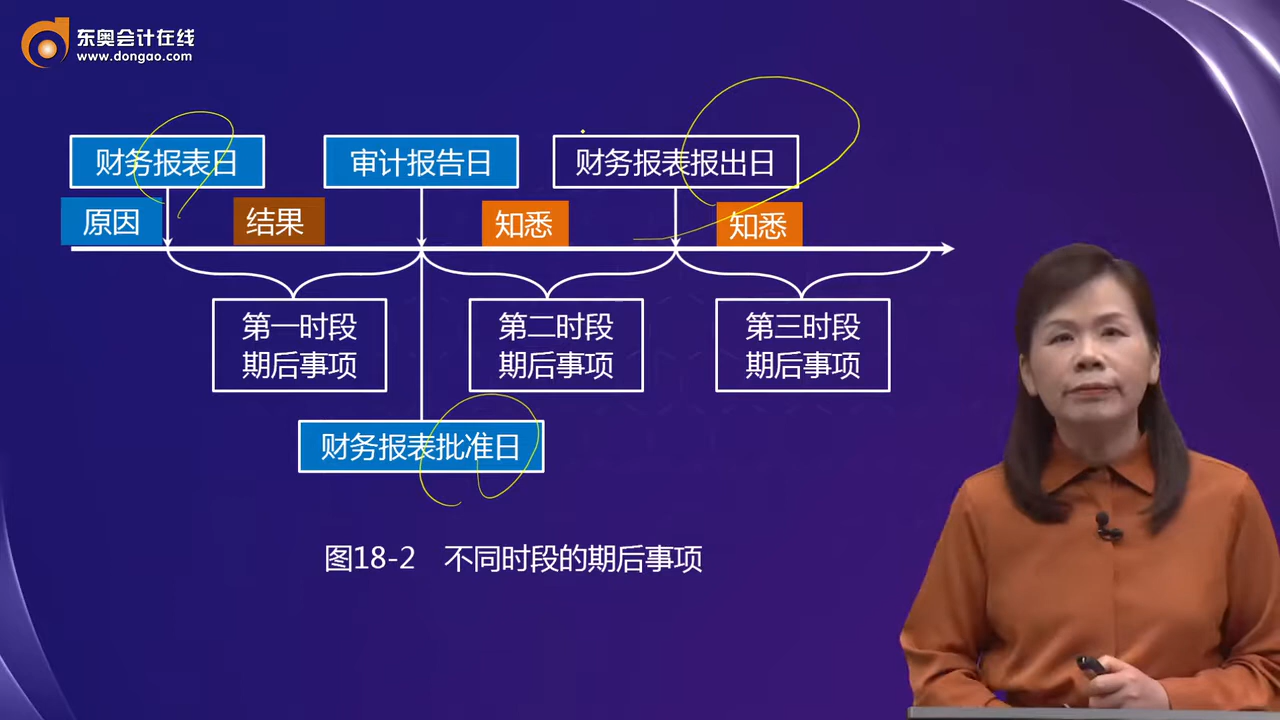 东奥会计在线
www.dongao.com
财务报表日
审计报告日
财务报表报出日
原因
结果
知悉
知悉
第一时段
期后事项
第二时段
期后事项
第三时段
期后事项
财务报表批准日
图18-2 不同时段的期后事项